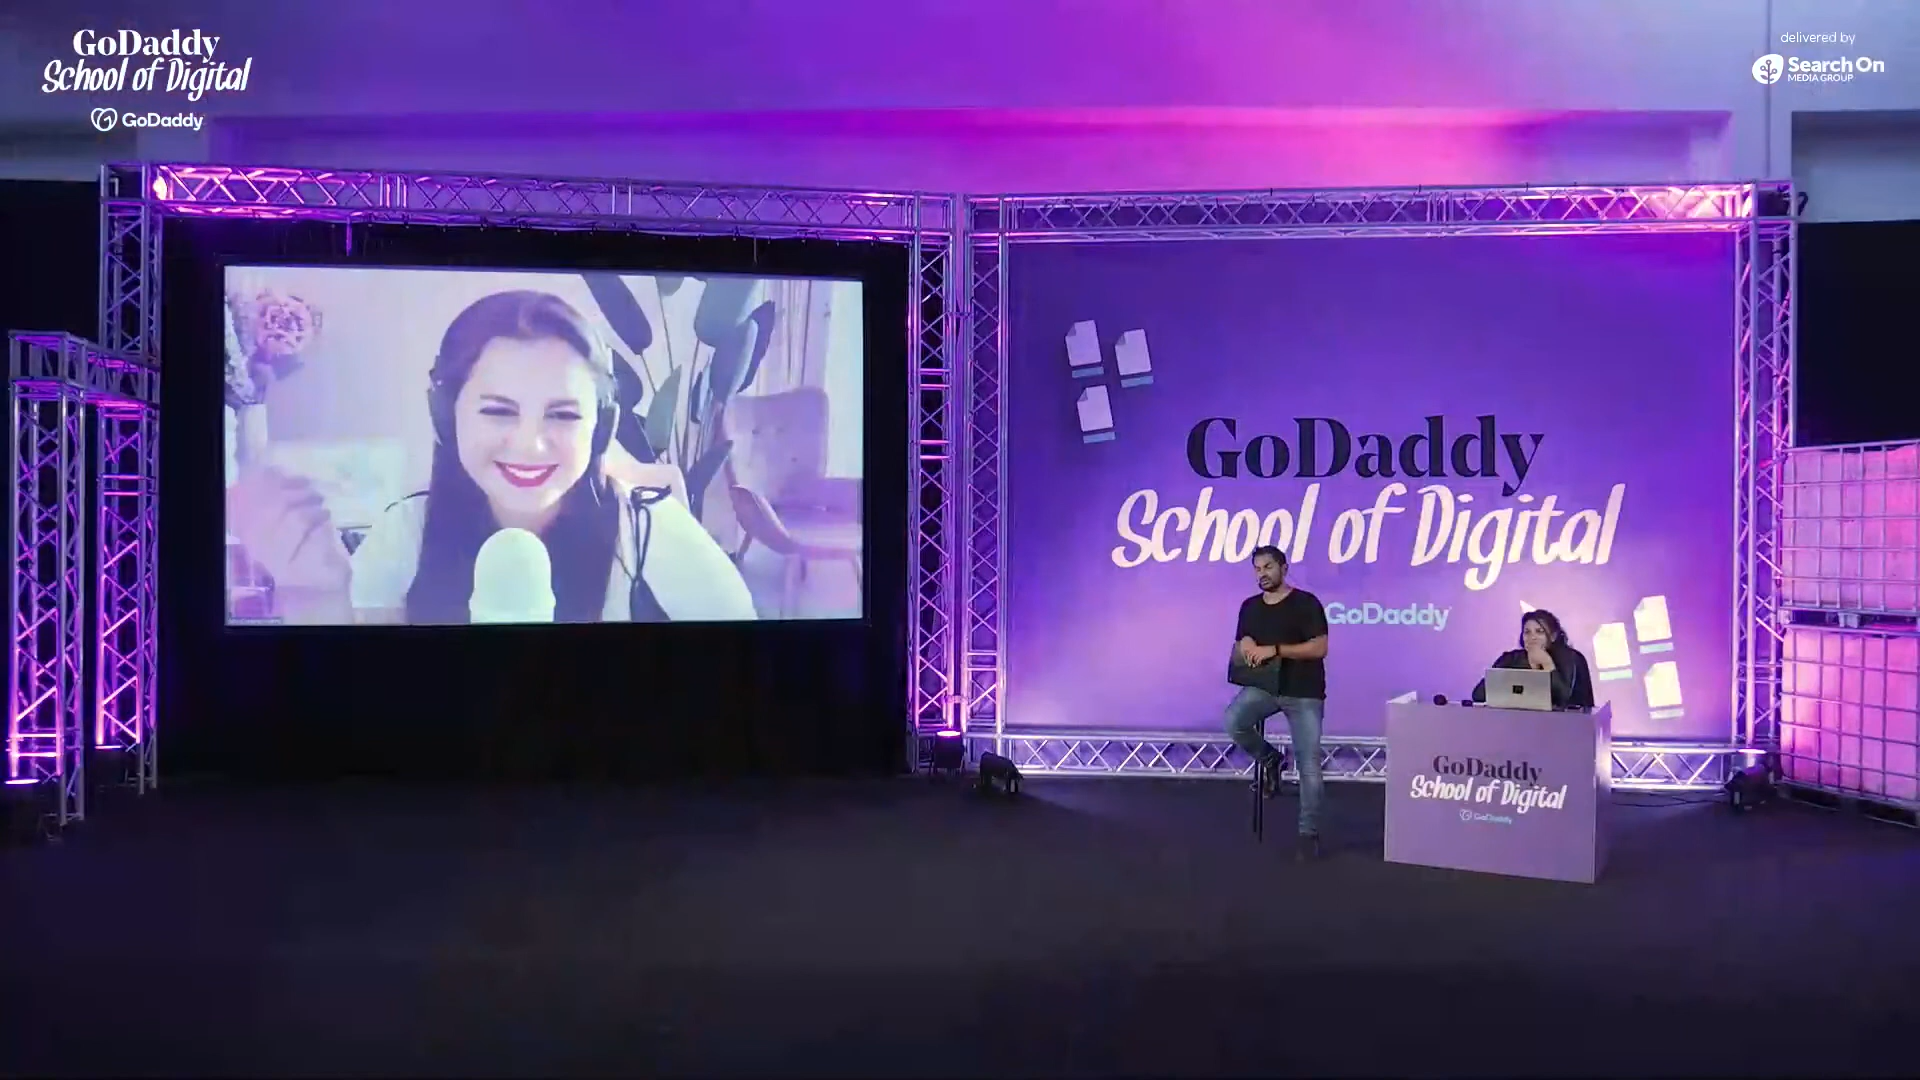 GoDaddy
School of Digital
GoDaddy
delivered by
Search On
MEDIA GROUP
GoDaddy
School of Digital
GoDaddy
GoDaddy
School of Digital
GoDaddy